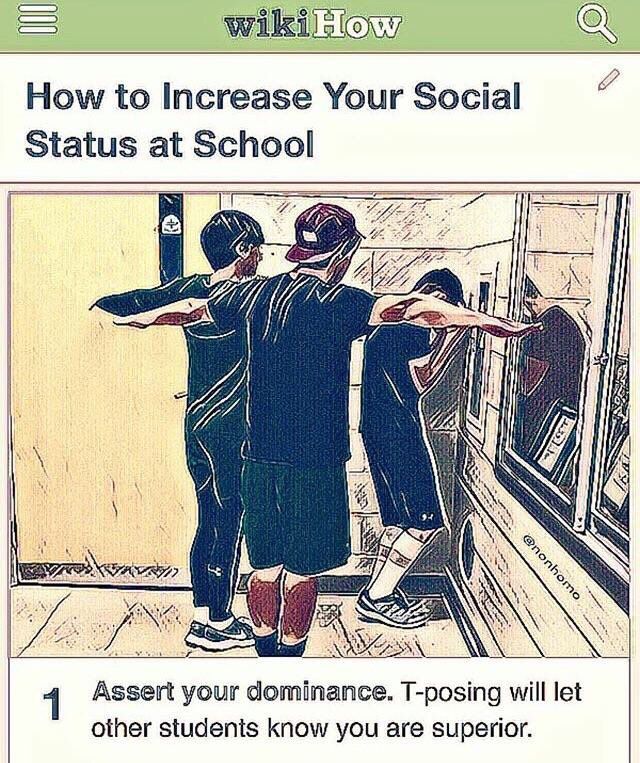 wikiHow
How to Increase Your Social
Status at School
@nonhomo
1 Assert your dominance. T-posing will let
other students know you are superior.